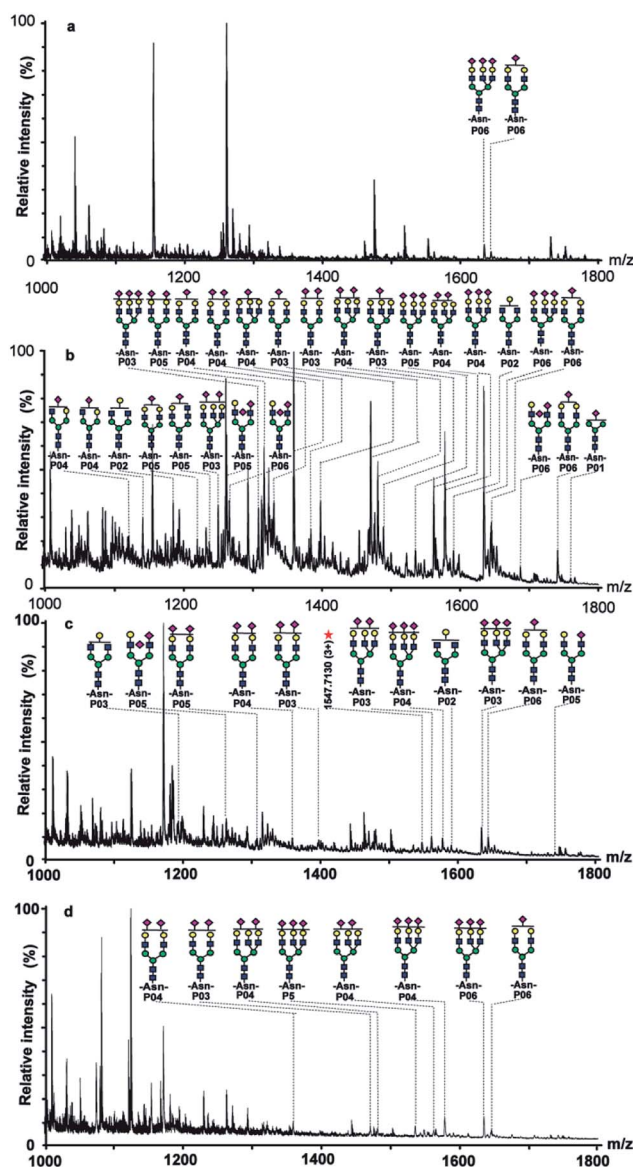 100
a
Relative intensity (%)
-Asn- -Asn-
P06 P06
0
m/z
1000 1200 1400 1600 1800
100
b
Relative intensity (%)
-Asn- -Asn- -Asn- -Asn- -Asn- -Asn- -Asn- -Asn- -Asn- -Asn- -Asn- -Asn- -Asn- -Asn- -Asn-
P03 P05 P04 P04 P04 P03 P03 P04 P03 P05 P04 P04 P02 P06 P06
-Asn- -Asn- -Asn- -Asn- -Asn- -Asn- -Asn- -Asn- -Asn- -Asn- -Asn-
P04 P04 P02 P05 P05 P03 P05 P06 P06 P06 P01
0
m/z
1000 1200 1400 1600 1800
100
c
Relative intensity (%)
1547.7130 (3+)
-Asn- -Asn- -Asn- -Asn- -Asn- -Asn- -Asn- -Asn- -Asn- -Asn- -Asn-
P03 P05 P05 P04 P03 P03 P04 P02 P03 P06 P05
0
m/z
1000 1200 1400 1600 1800
100
d
Relative intensity (%)
-Asn- -Asn- -Asn- -Asn- -Asn- -Asn- -Asn- -Asn-
P04 P03 P04 P5 P04 P04 P06 P06
0
m/z
1000 1200 1400 1600 1800